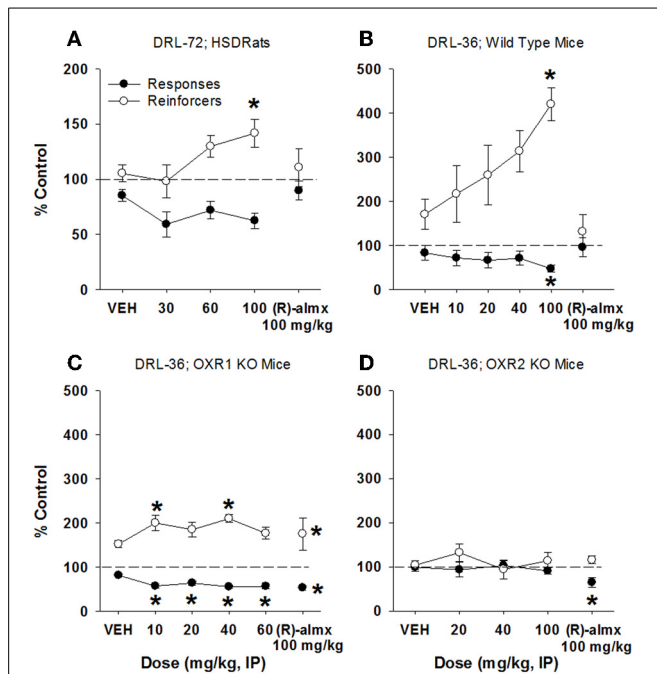 A
DRL-72; HSDRats
Responses
Reinforcers
200
150
100
50
0
% Control
*
VEH 30 60 100 (R)-almx
100 mg/kg
B
DRL-36; Wild Type Mice
500
400
300
200
100
0
*
*
VEH 10 20 40 100 (R)-almx
100 mg/kg
C
DRL-36; OXR1 KO Mice
500
400
300
200
100
0
% Control
* * *
* * * * *
VEH 10 20 40 60 (R)-almx
100 mg/kg
Dose (mg/kg, IP)
D
DRL-36; OXR2 KO Mice
500
400
300
200
100
0
*
VEH 20 40 100 (R)-almx
100 mg/kg
Dose (mg/kg, IP)